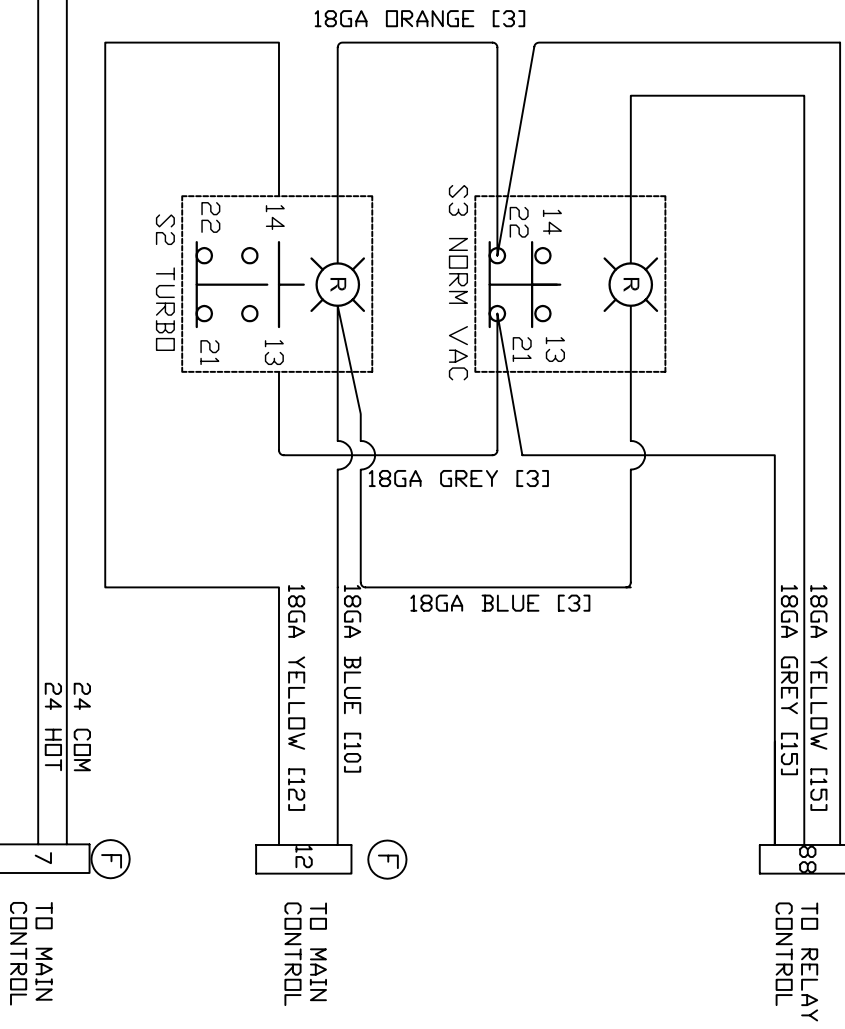 18GA ORANGE [3]
S2 TURBO
22
21
14
13
R
S3 NORM VAC
22
21
14
13
R
18GA GREY [3]
18GA BLUE [3]
24 HOT
24 COM
18GA YELLOW [12]
18GA BLUE [10]
18GA GREY [15]
18GA YELLOW [15]
7
F
12
F
88
TO MAIN
CONTROL
TO MAIN
CONTROL
TO RELAY
CONTROL